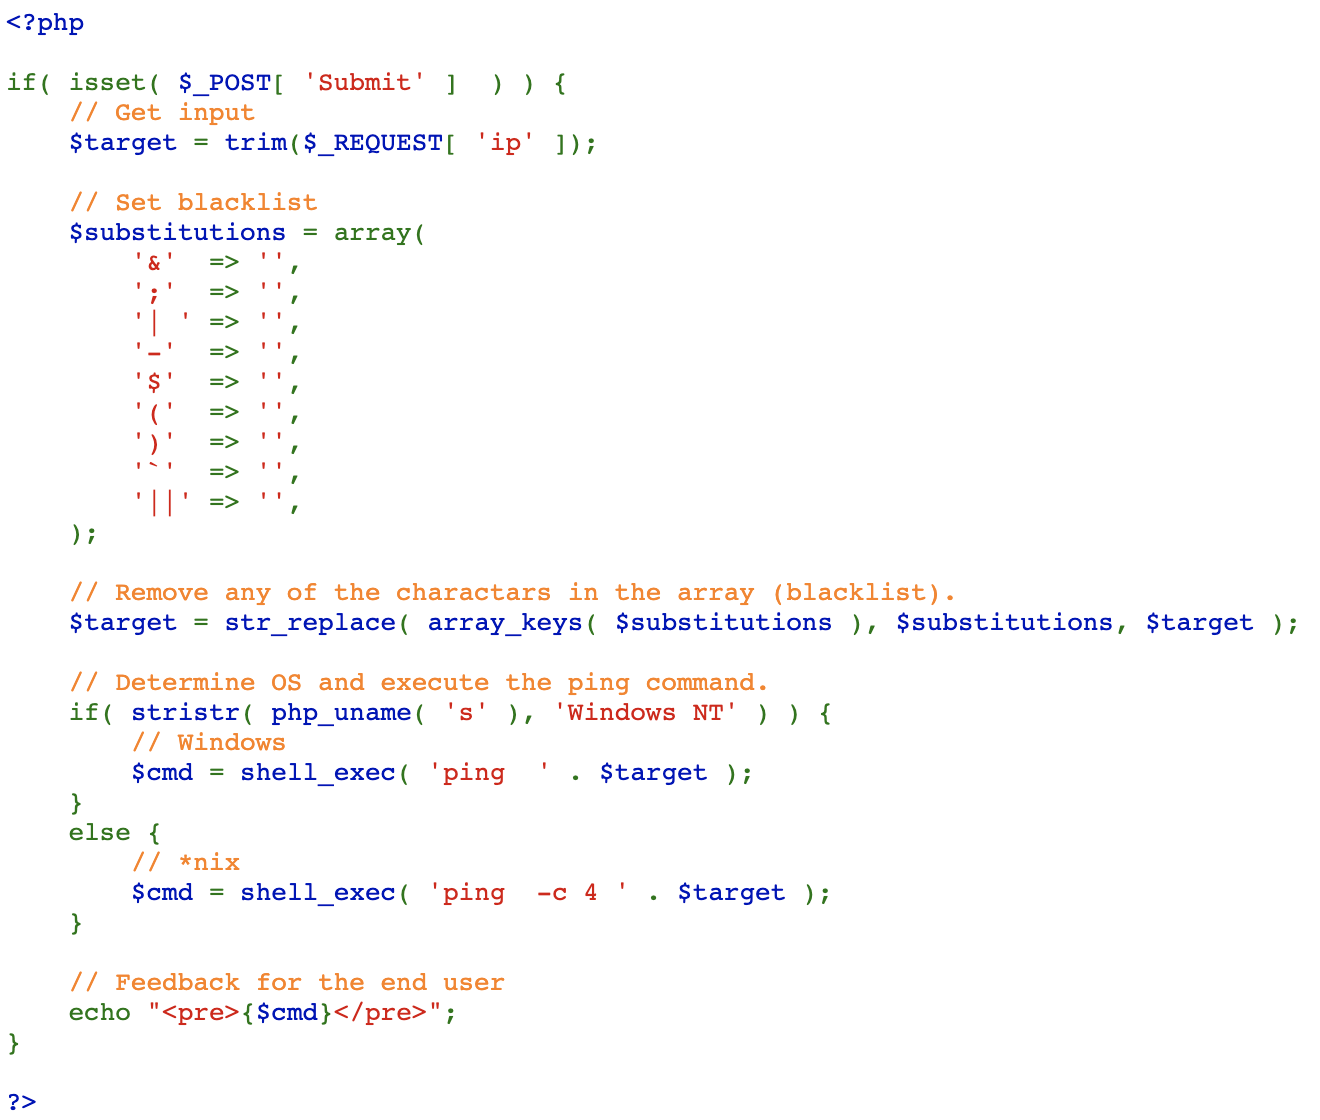 <?php

if( isset( $_POST[ 'Submit' ]  ) ) {
    // Get input
    $target = trim($_REQUEST[ 'ip' ]);

    // Set blacklist
    $substitutions = array(
        '&'  => '',
        ';'  => '',
        '| ' => '',
        '-'  => '',
        '$'  => '',
        '('  => '',
        ')'  => '',
        '`'  => '',
        '||' => '',
    );

    // Remove any of the charactars in the array (blacklist).
    $target = str_replace( array_keys( $substitutions ), $substitutions, $target );

    // Determine OS and execute the ping command.
    if( stristr( php_uname( 's' ), 'Windows NT' ) ) {
        // Windows
        $cmd = shell_exec( 'ping  ' . $target );
    }
    else {
        // *nix
        $cmd = shell_exec( 'ping  -c 4 ' . $target );
    }

    // Feedback for the end user
    echo "<pre>{$cmd}</pre>";
}

?>